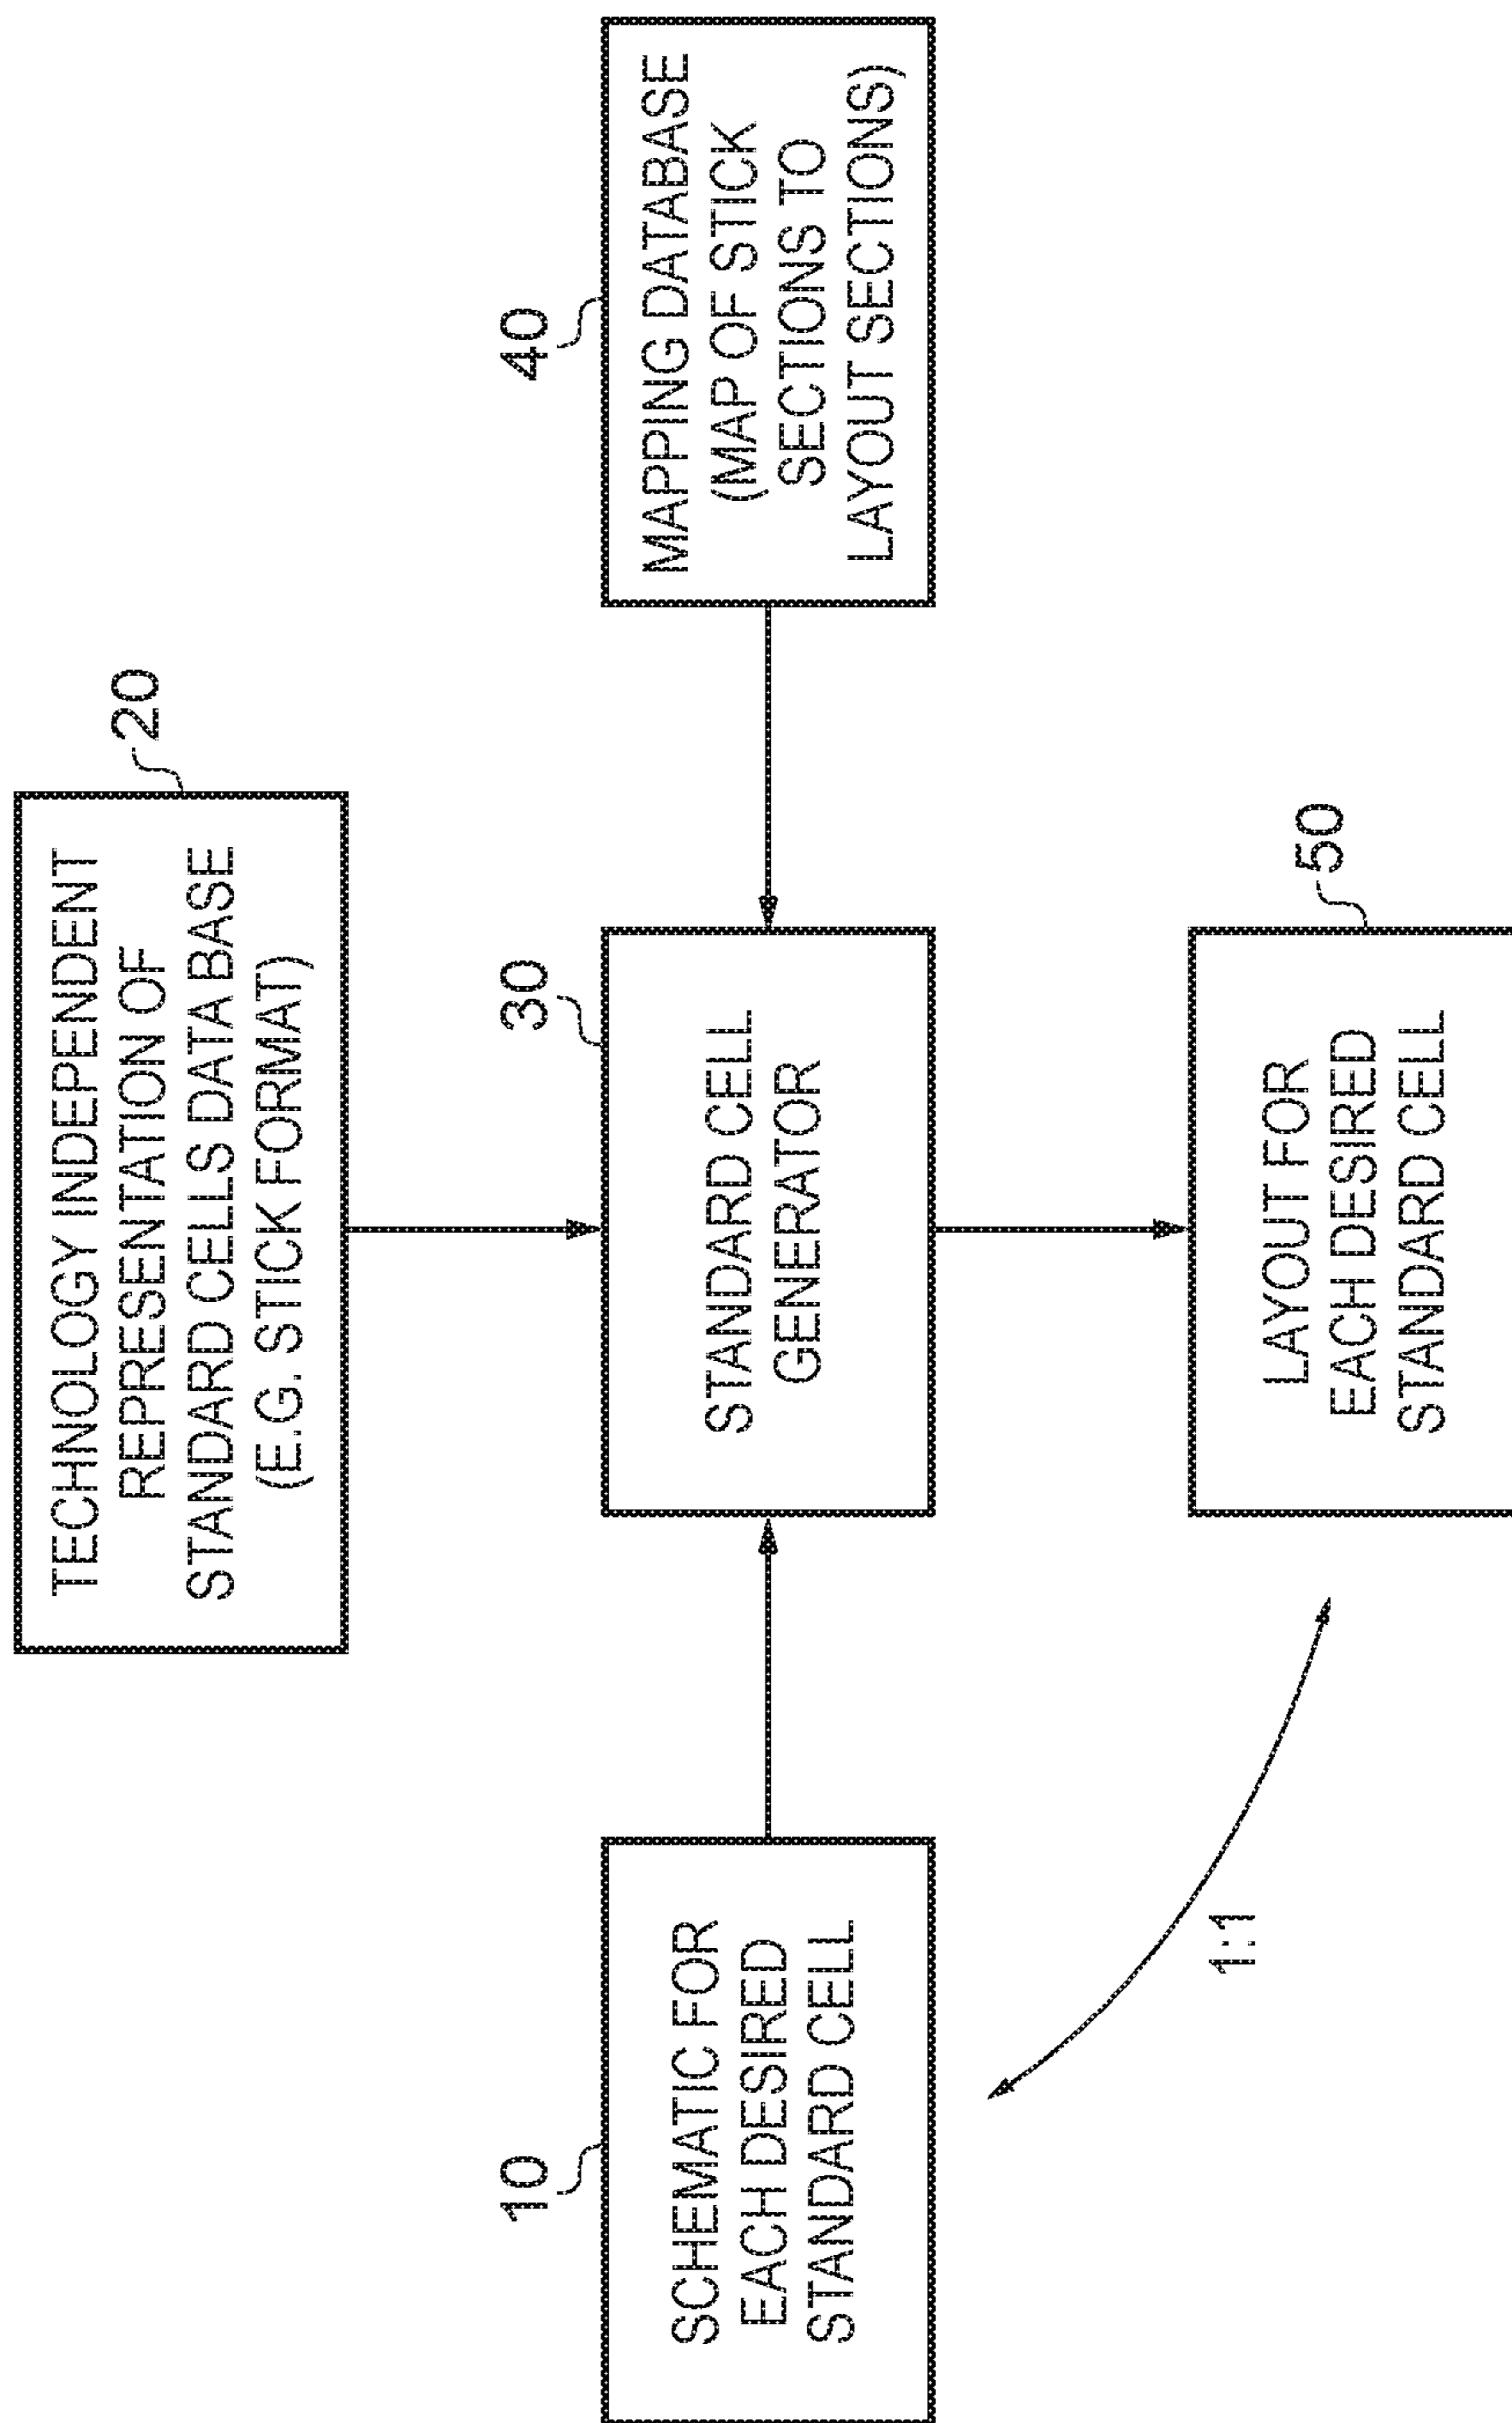 20
TECHNOLOGY INDEPENDENT
REPRESENTATION OF
STANDARD CELLS DATA BASE
(E.G. STICK FORMAT)
10
SCHEMATIC FOR
EACH DESIRED
STANDARD CELL
30
STANDARD CELL
GENERATOR
40
MAPPING DATABASE
(MAP OF STICK
SECTIONS TO
LAYOUT SECTIONS)
1:1
50
LAYOUT FOR
EACH DESIRED
STANDARD CELL